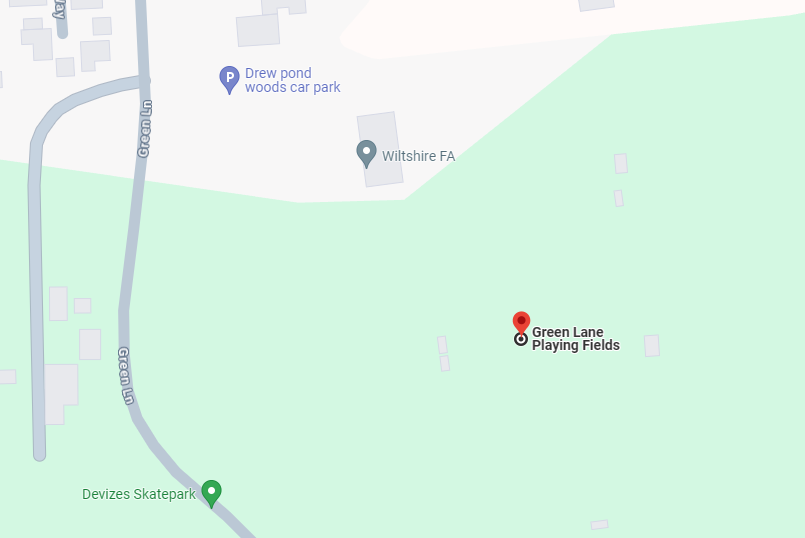 Drew pond
woods car park
P
Green Ln
Wiltshire FA
Green Lane
Playing Fields
Green Ln
Devizes Skatepark